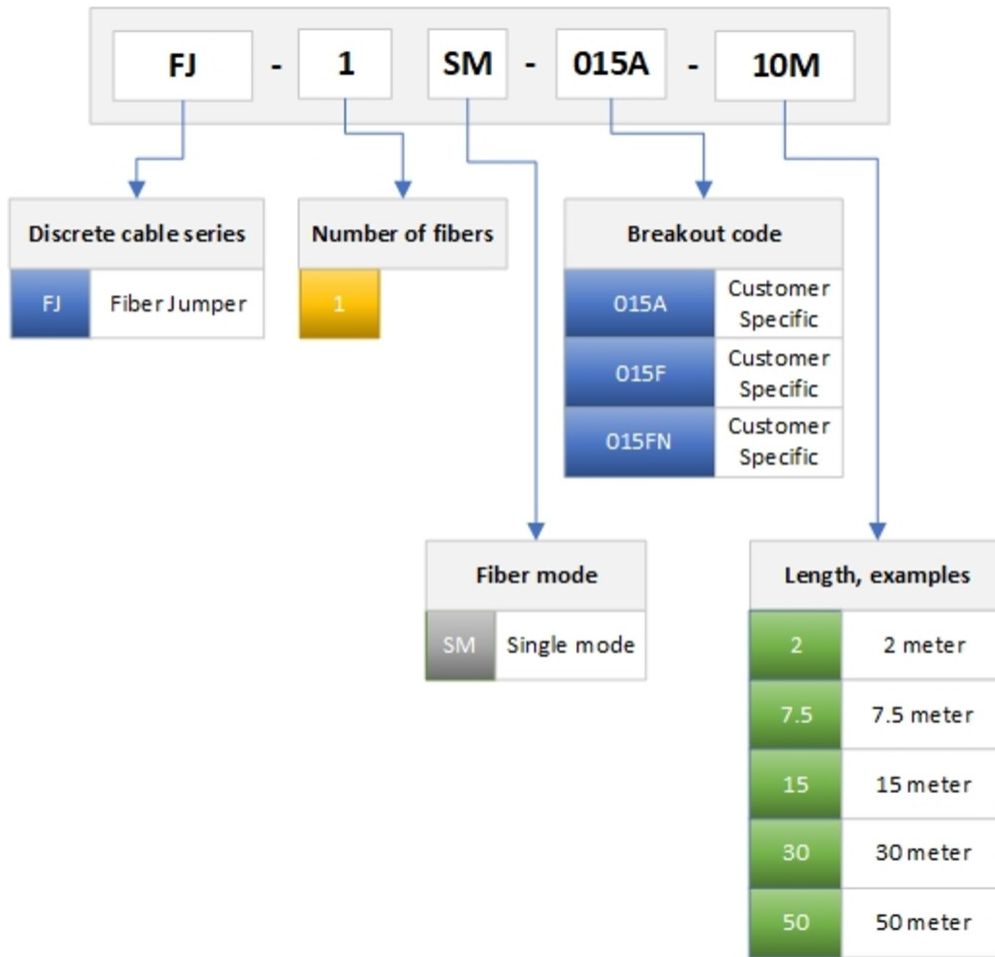 FJ - 1 SM - 015A - 10M
Discrete cable series
FJ Fiber Jumper
Number of fibers
1
Breakout code
015A Customer
Specific
015F Customer
Specific
015FN Customer
Specific
Fiber mode
SM Single mode
Length, examples
2 2 meter
7.5 7.5 meter
15 15 meter
30 30 meter
50 50 meter